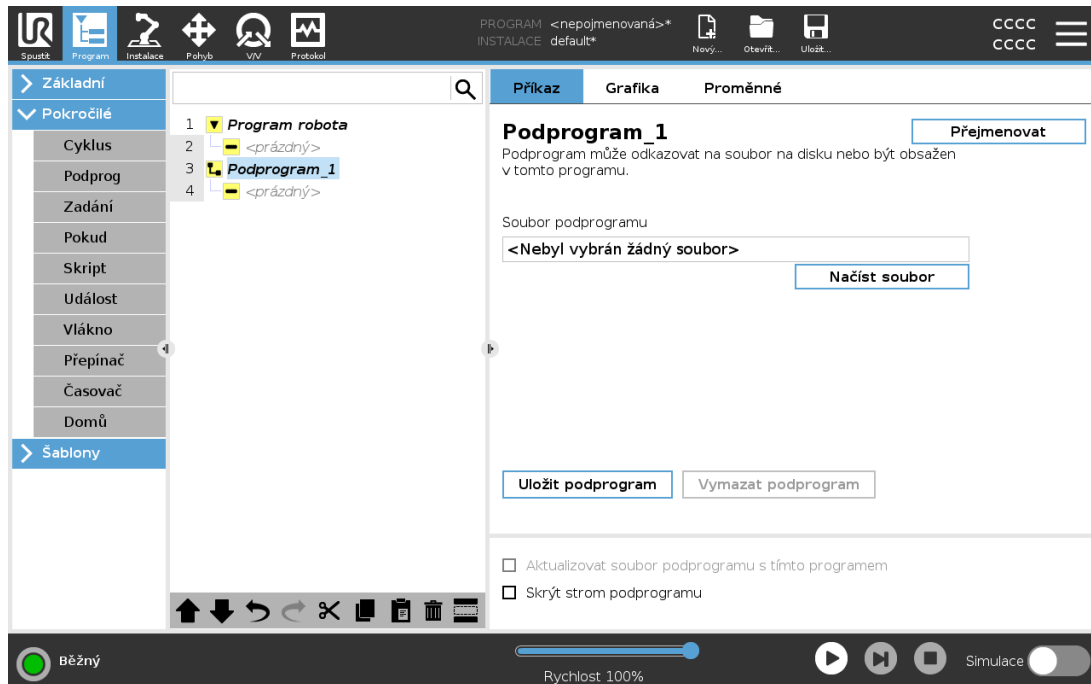 PROGRAM <nepojmenovaná>*
INSTALACE default*
Spustit
Program
Instalace
Pohyb
V/V
Protokol
Nový...
Otevřít...
Uložit...
CCCC
CCCC
Základní
Pokročilé
Cyklus
Podprog
Zadání
Pokud
Skript
Událost
Vlákno
Přepínač
Časovač
Domů
Šablony
1 Program robota
2 <prázdný>
3 Podprogram_1
4 <prázdný>
Příkaz
Grafika
Proměnné
Podprogram_1
Přejmenovat
Podprogram může odkazovat na soubor na disku nebo být obsažen
v tomto programu.
Soubor podprogramu
<Nebyl vybrán žádný soubor>
Načíst soubor
Uložit podprogram
Vymazat podprogram
Aktualizovat soubor podprogramu s tímto programem
Skrýt strom podprogramu
Běžný
Rychlost 100%
Simulace